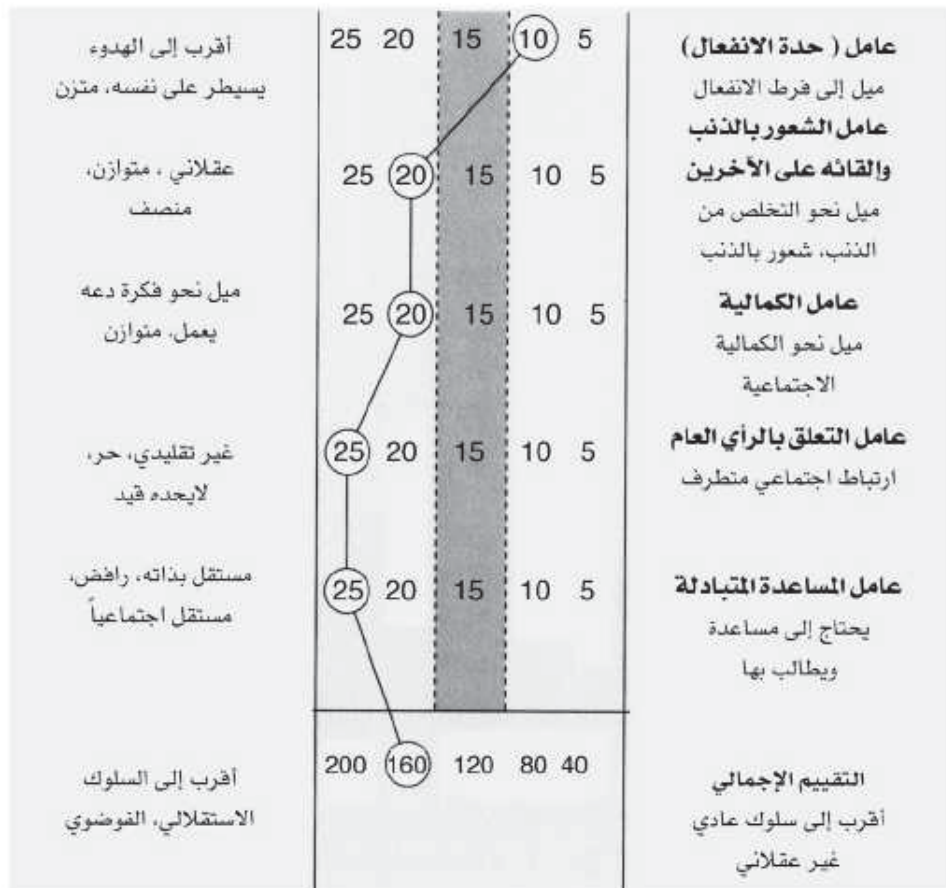 عامل ( حدة الانفعال)
ميل إلى فرط الانفعال
5 10 15 20 25
أقرب إلى الهدوء
يسيطر على نفسه، متزن
عامل الشعور بالذنب
وإلقائه على الآخرين
ميل نحو التخلص من
الذنب، شعور بالذنب
5 10 15 20 25
عقلاني ، متوازن،
منصف
عامل الكمالية
ميل نحو الكمالية
الاجتماعية
5 10 15 20 25
ميل نحو فكرة دعه
يعمل، متوازن
عامل التعلق بالرأي العام
ارتباط اجتماعي متطرف
5 10 15 20 25
غير تقليدي، حر،
لايحده قيد
عامل المساعدة المتبادلة
يحتاج إلى مساعدة
ويطالب بها
5 10 15 20 25
مستقل بذاته، رافض،
مستقل اجتماعياً
التقييم الإجمالي
أقرب إلى سلوك عادي
غير عقلاني
40 80 120 160 200
أقرب إلى السلوك
الاستقلالي، الفوضوي